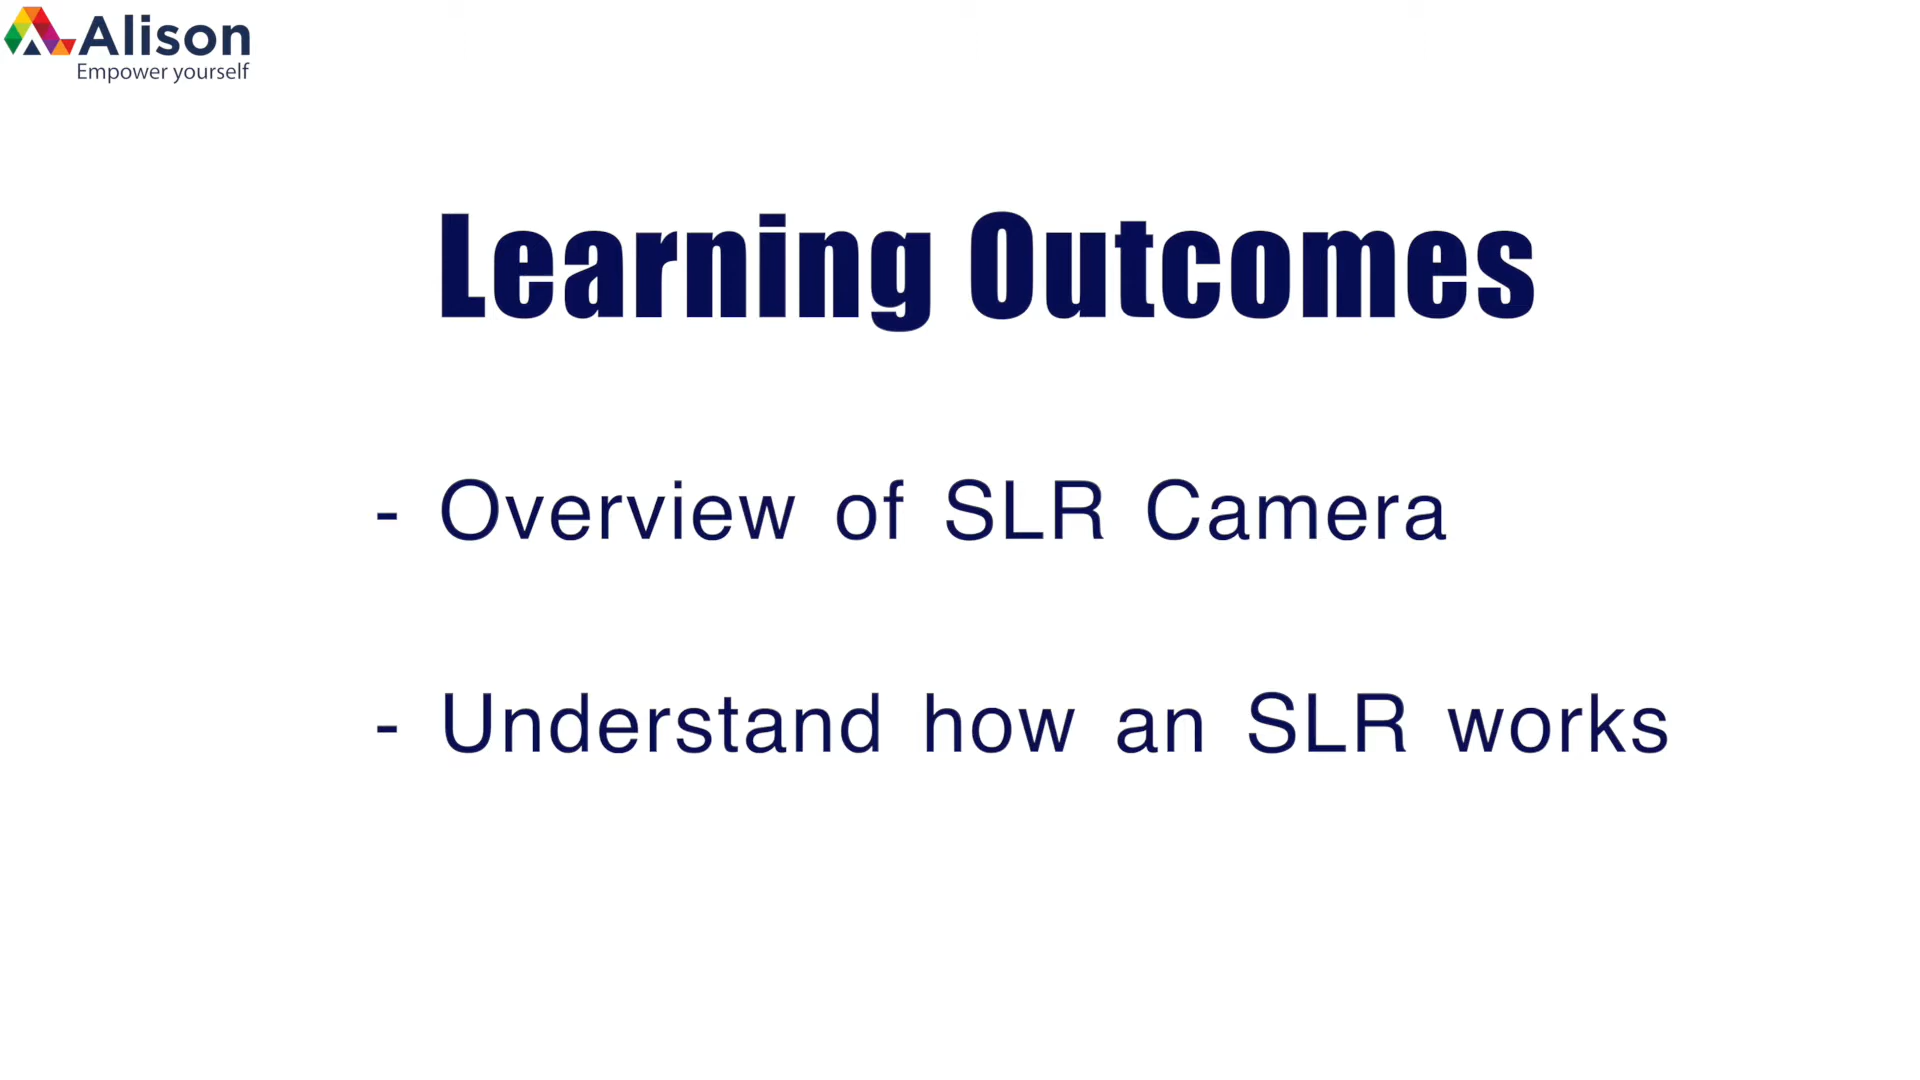 Alison
Empower yourself
Learning Outcomes
- Overview of SLR Camera
- Understand how an SLR works